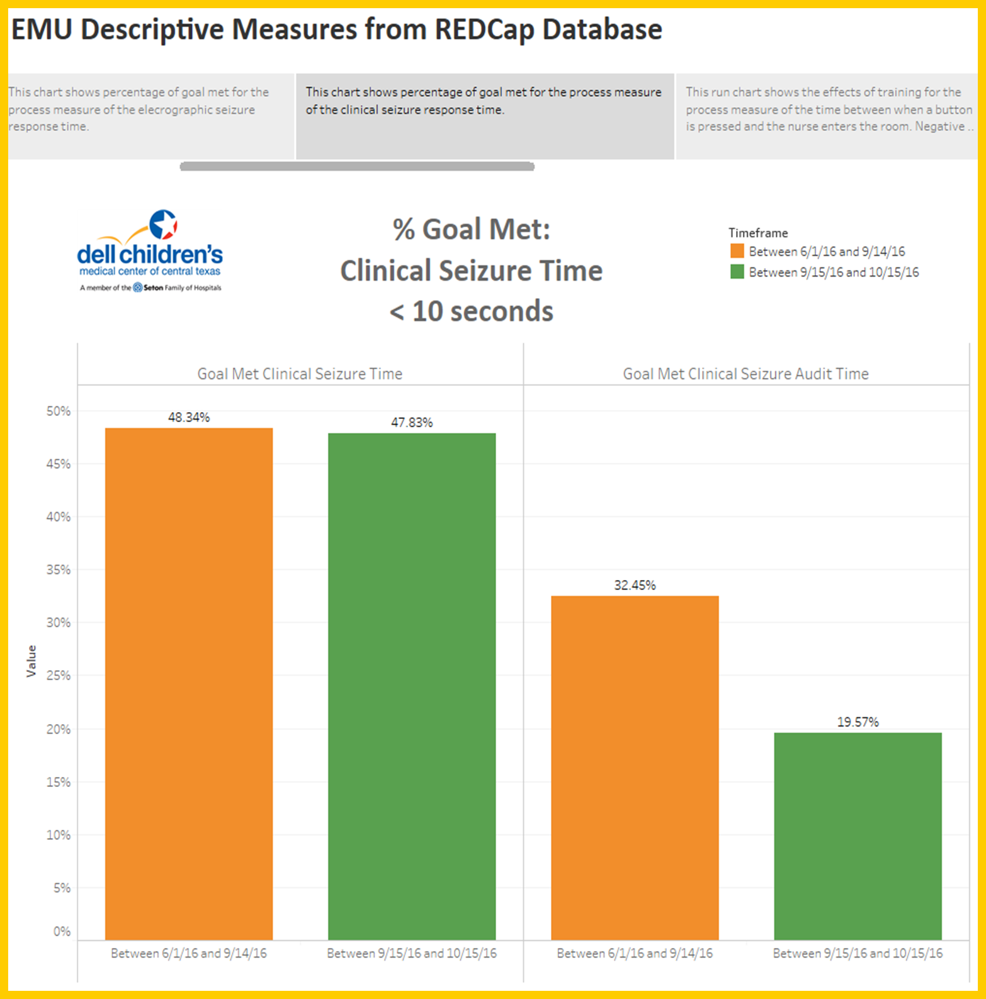 EMU Descriptive Measures from REDCap Database
This chart shows percentage of goal met for the
process measure of the elecrographic seizure
response time.
This chart shows percentage of goal met for the process measure
of the clinical seizure response time.
This run chart shows the effects of training for the
process measure of the time between when a button
is pressed and the nurse enters the room. Negative ..
dell children's
medical center of central texas
A member of the Seton Family of Hospitals
% Goal Met:
Clinical Seizure Time
< 10 seconds
Timeframe
Between 6/1/16 and 9/14/16
Between 9/15/16 and 10/15/16
Goal Met Clinical Seizure Time
Goal Met Clinical Seizure Audit Time
Value
50%
45%
40%
35%
30%
25%
20%
15%
10%
5%
0%
48.34%
47.83%
32.45%
19.57%
Between 6/1/16 and 9/14/16
Between 9/15/16 and 10/15/16
Between 6/1/16 and 9/14/16
Between 9/15/16 and 10/15/16